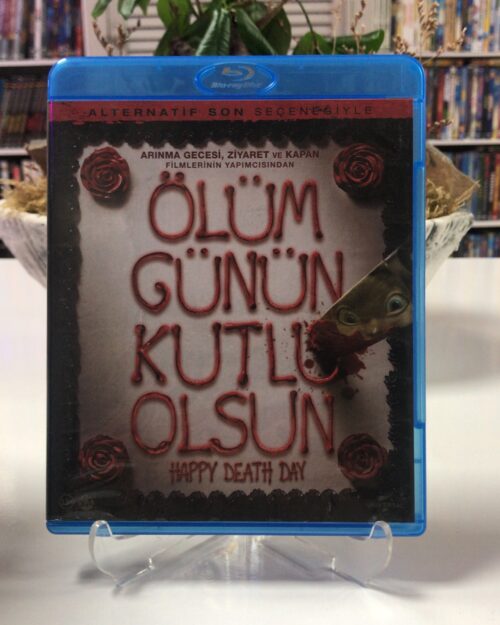 Blu-ray Disc
ALTERNATİF SON SEÇENEĞİYLE
ARINMA GECESİ, ZİYARET VE KAPAN
FİLMLERİNİN YAPIMCISINDAN
ÖLÜM
GÜNÜN
KUTLU
OLSUN
HAPPY DEATH DAY